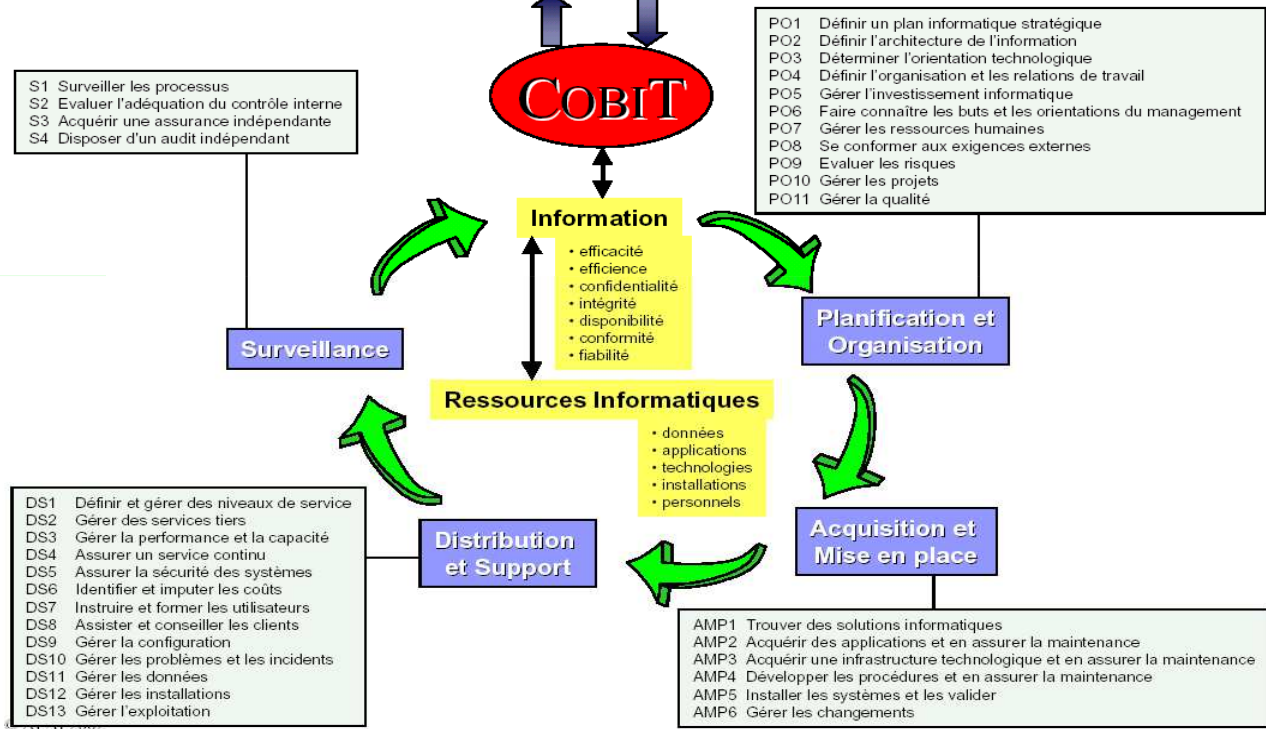 COBIT
PO1 Définir un plan informatique stratégique
PO2 Définir l'architecture de l'information
PO3 Déterminer l'orientation technologique
PO4 Définir l'organisation et les relations de travail
PO5 Gérer l'investissement informatique
PO6 Faire connaître les buts et les orientations du management
PO7 Gérer les ressources humaines
PO8 Se conformer aux exigences externes
PO9 Evaluer les risques
PO10 Gérer les projets
PO11 Gérer la qualité
S1 Surveiller les processus
S2 Evaluer l'adéquation du contrôle interne
S3 Acquérir une assurance indépendante
S4 Disposer d'un audit indépendant
Information
• efficacité
• efficience
• confidentialité
• intégrité
• disponibilité
• conformité
• fiabilité
Planification et
Organisation
Surveillance
Ressources Informatiques
• données
• applications
• technologies
• installations
• personnels
Acquisition et
Mise en place
Distribution
et Support
DS1 Définir et gérer des niveaux de service
DS2 Gérer des services tiers
DS3 Gérer la performance et la capacité
DS4 Assurer un service continu
DS5 Assurer la sécurité des systèmes
DS6 Identifier et imputer les coûts
DS7 Instruire et former les utilisateurs
DS8 Assister et conseiller les clients
DS9 Gérer la configuration
DS10 Gérer les problèmes et les incidents
DS11 Gérer les données
DS12 Gérer les installations
DS13 Gérer l'exploitation
AMP1 Trouver des solutions informatiques
AMP2 Acquérir des applications et en assurer la maintenance
AMP3 Acquérir une infrastructure technologique et en assurer la maintenance
AMP4 Développer les procédures et en assurer la maintenance
AMP5 Installer les systèmes et les valider
AMP6 Gérer les changements